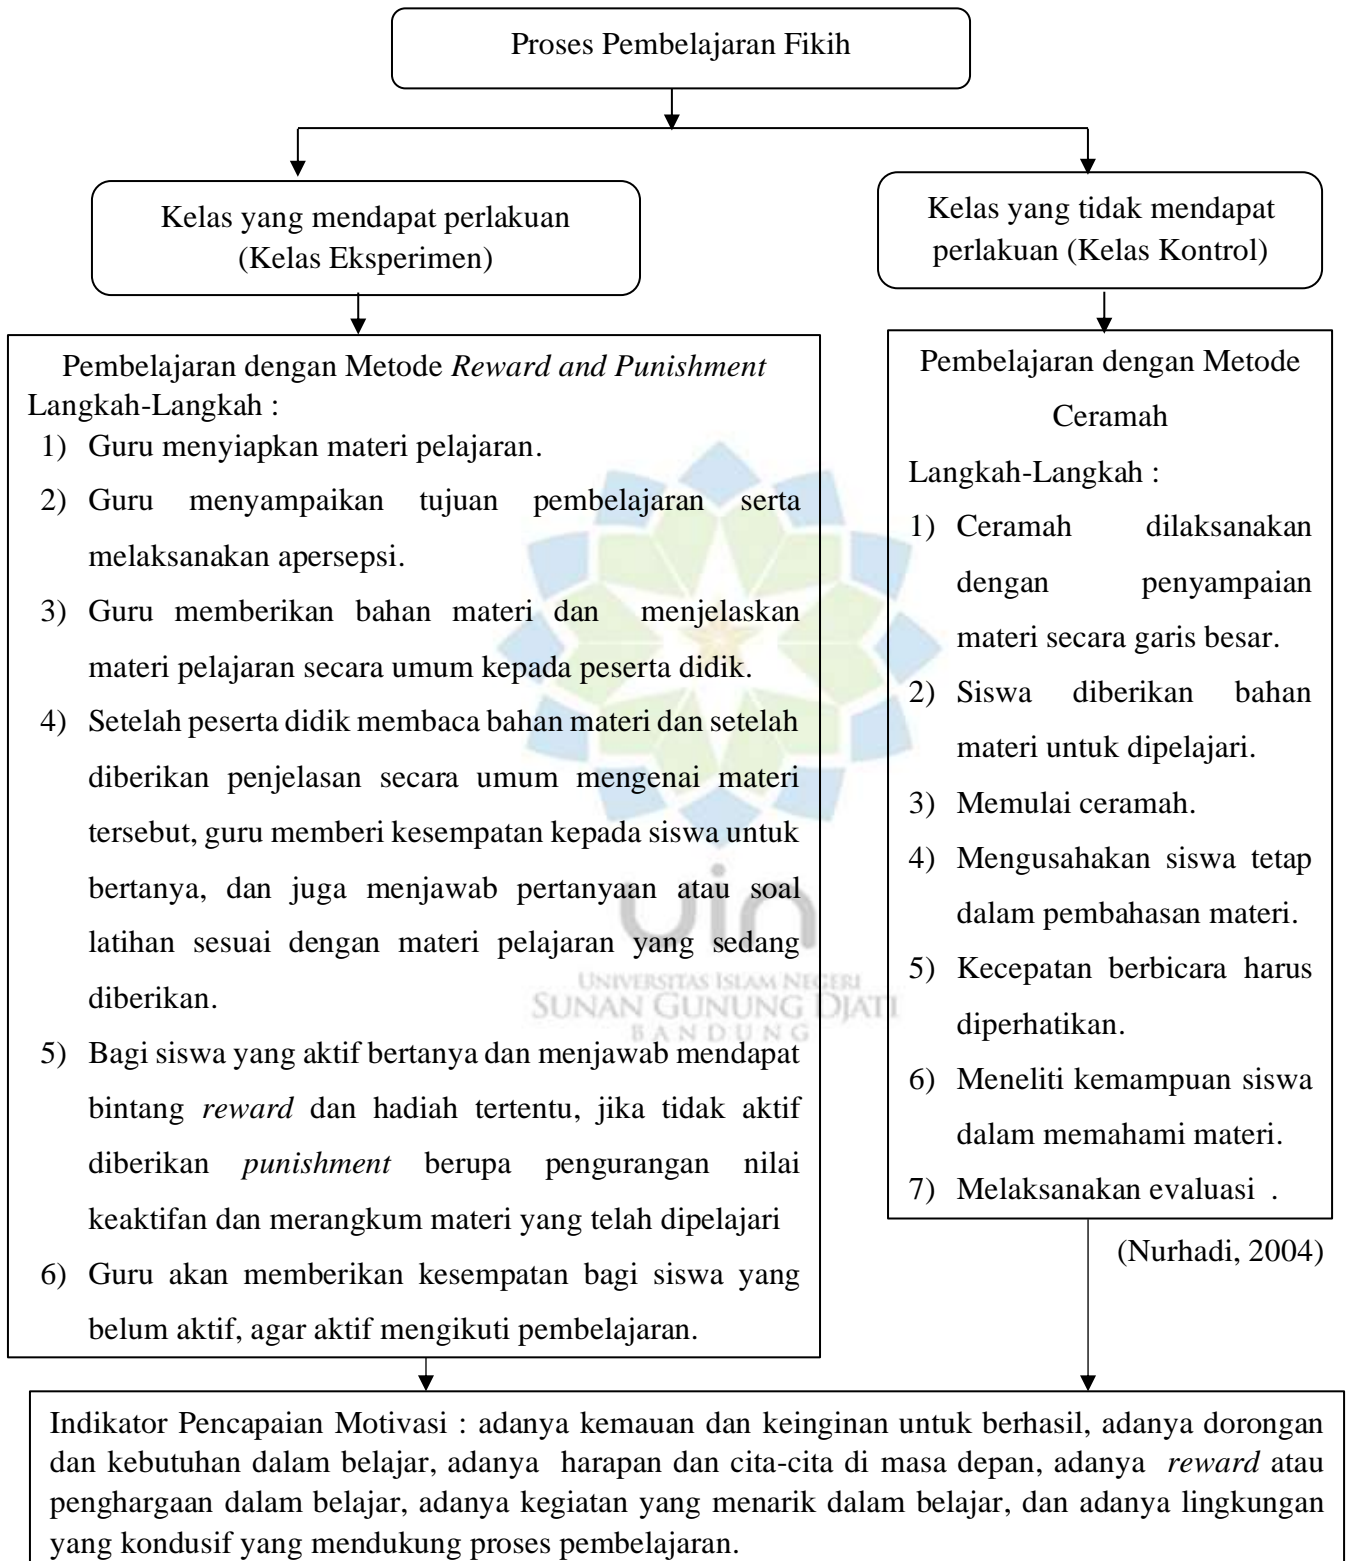 Proses Pembelajaran Fikih
Kelas yang mendapat perlakuan
(Kelas Eksperimen)
Kelas yang tidak mendapat
perlakuan (Kelas Kontrol)
Pembelajaran dengan Metode Reward and Punishment
Langkah-Langkah :
1) Guru menyiapkan materi pelajaran.
2) Guru menyampaikan tujuan pembelajaran serta
melaksanakan apersepsi.
3) Guru memberikan bahan materi dan menjelaskan
materi pelajaran secara umum kepada peserta didik.
4) Setelah peserta didik membaca bahan materi dan setelah
diberikan penjelasan secara umum mengenai materi
tersebut, guru memberi kesempatan kepada siswa untuk
bertanya, dan juga menjawab pertanyaan atau soal
latihan sesuai dengan materi pelajaran yang sedang
diberikan.
5) Bagi siswa yang aktif bertanya dan menjawab mendapat
bintang reward dan hadiah tertentu, jika tidak aktif
diberikan punishment berupa pengurangan nilai
keaktifan dan merangkum materi yang telah dipelajari
6) Guru akan memberikan kesempatan bagi siswa yang
belum aktif, agar aktif mengikuti pembelajaran.
Pembelajaran dengan Metode
Ceramah
Langkah-Langkah :
1) Ceramah dilaksanakan
dengan penyampaian
materi secara garis besar.
2) Siswa diberikan bahan
materi untuk dipelajari.
3) Memulai ceramah.
4) Mengusahakan siswa tetap
dalam pembahasan materi.
5) Kecepatan berbicara harus
diperhatikan.
6) Meneliti kemampuan siswa
dalam memahami materi.
7) Melaksanakan evaluasi .
(Nurhadi, 2004)
uin
UNIVERSITAS ISLAM NEGERI
SUNAN GUNUNG DJATI
BANDUNG
Indikator Pencapaian Motivasi : adanya kemauan dan keinginan untuk berhasil, adanya dorongan
dan kebutuhan dalam belajar, adanya harapan dan cita-cita di masa depan, adanya reward atau
penghargaan dalam belajar, adanya kegiatan yang menarik dalam belajar, dan adanya lingkungan
yang kondusif yang mendukung proses pembelajaran.